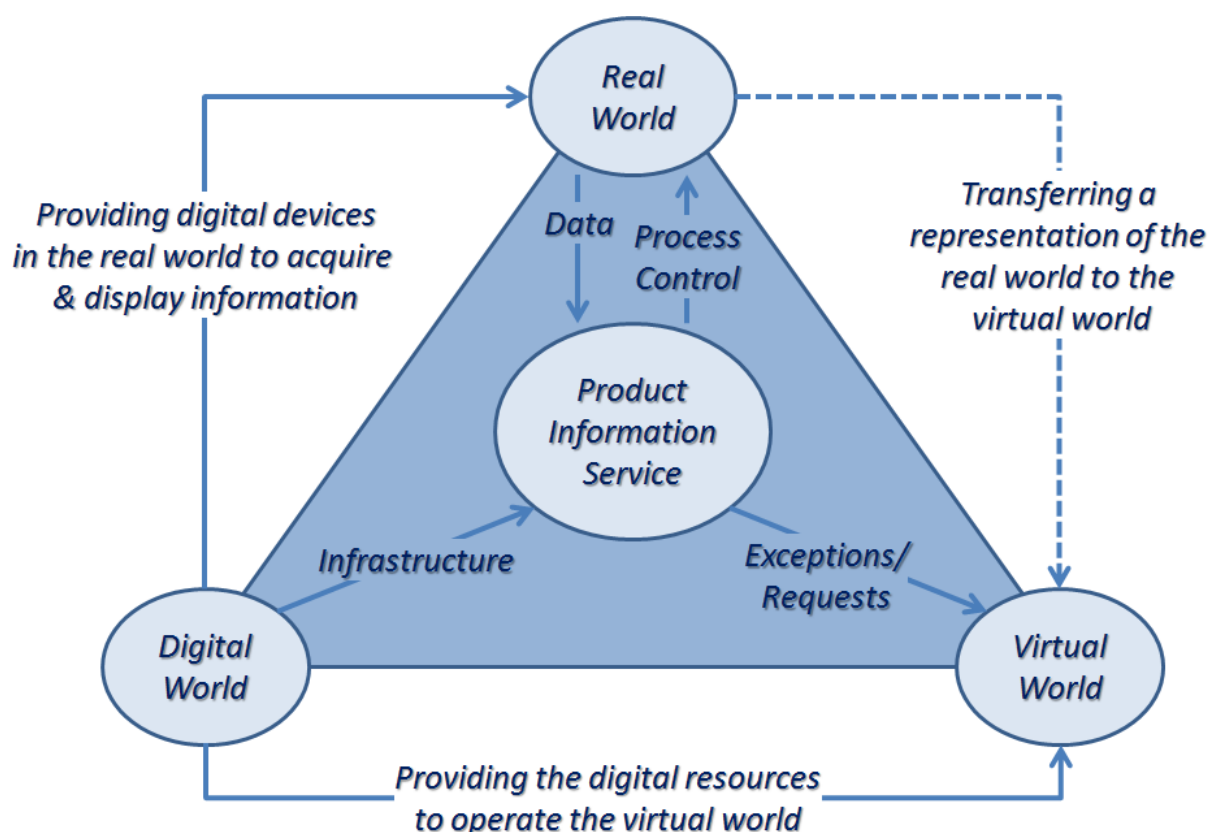 Real
World
Providing digital devices
in the real world to acquire
& display information
Data
Process
Control
Transferring a
representation of the
real world to the
virtual world
Product
Information
Service
Infrastructure
Exceptions/
Requests
Digital
World
Virtual
World
Providing the digital resources
to operate the virtual world